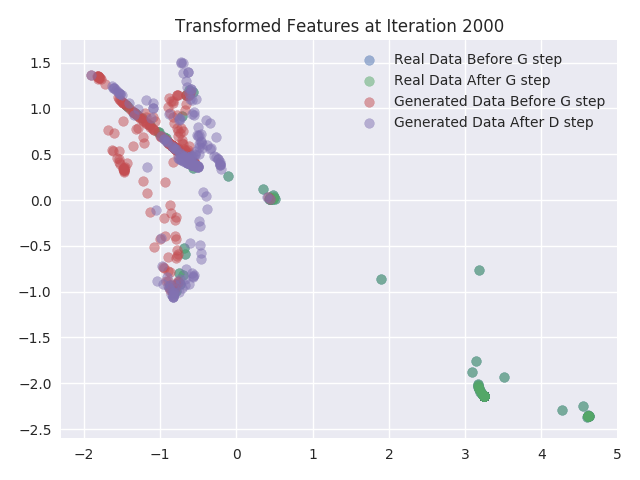 Transformed Features at Iteration 2000
Real Data Before G step
Real Data After G step
Generated Data Before G step
Generated Data After D step
1.5
1.0
0.5
0.0
−0.5
−1.0
−1.5
−2.0
−2.5
−2 −1 0 1 2 3 4 5